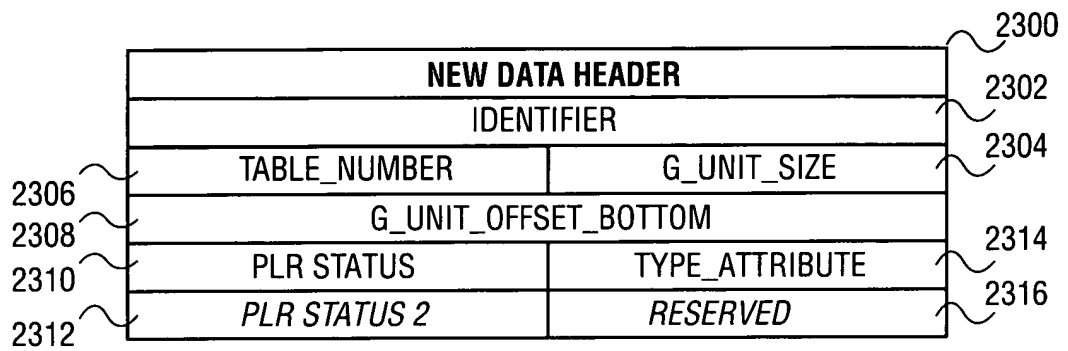 2300
NEW DATA HEADER
2302
IDENTIFIER
2304
TABLE_NUMBER G_UNIT_SIZE
2306
G_UNIT_OFFSET_BOTTOM
2308
2314
PLR STATUS TYPE_ATTRIBUTE
2310
2316
PLR STATUS 2 RESERVED
2312